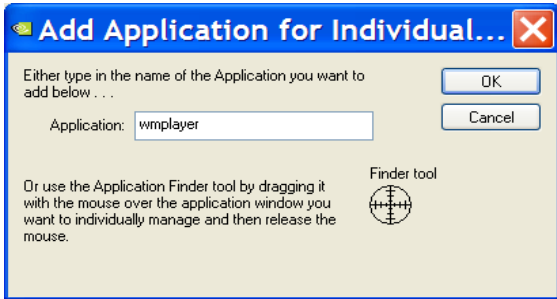 Add Application for Individual...
Either type in the name of the Application you want to
add below . . .
OK
Application: wmplayer
Cancel
Finder tool
Or use the Application Finder tool by dragging it
with the mouse over the application window you
want to individually manage and then release the
mouse.